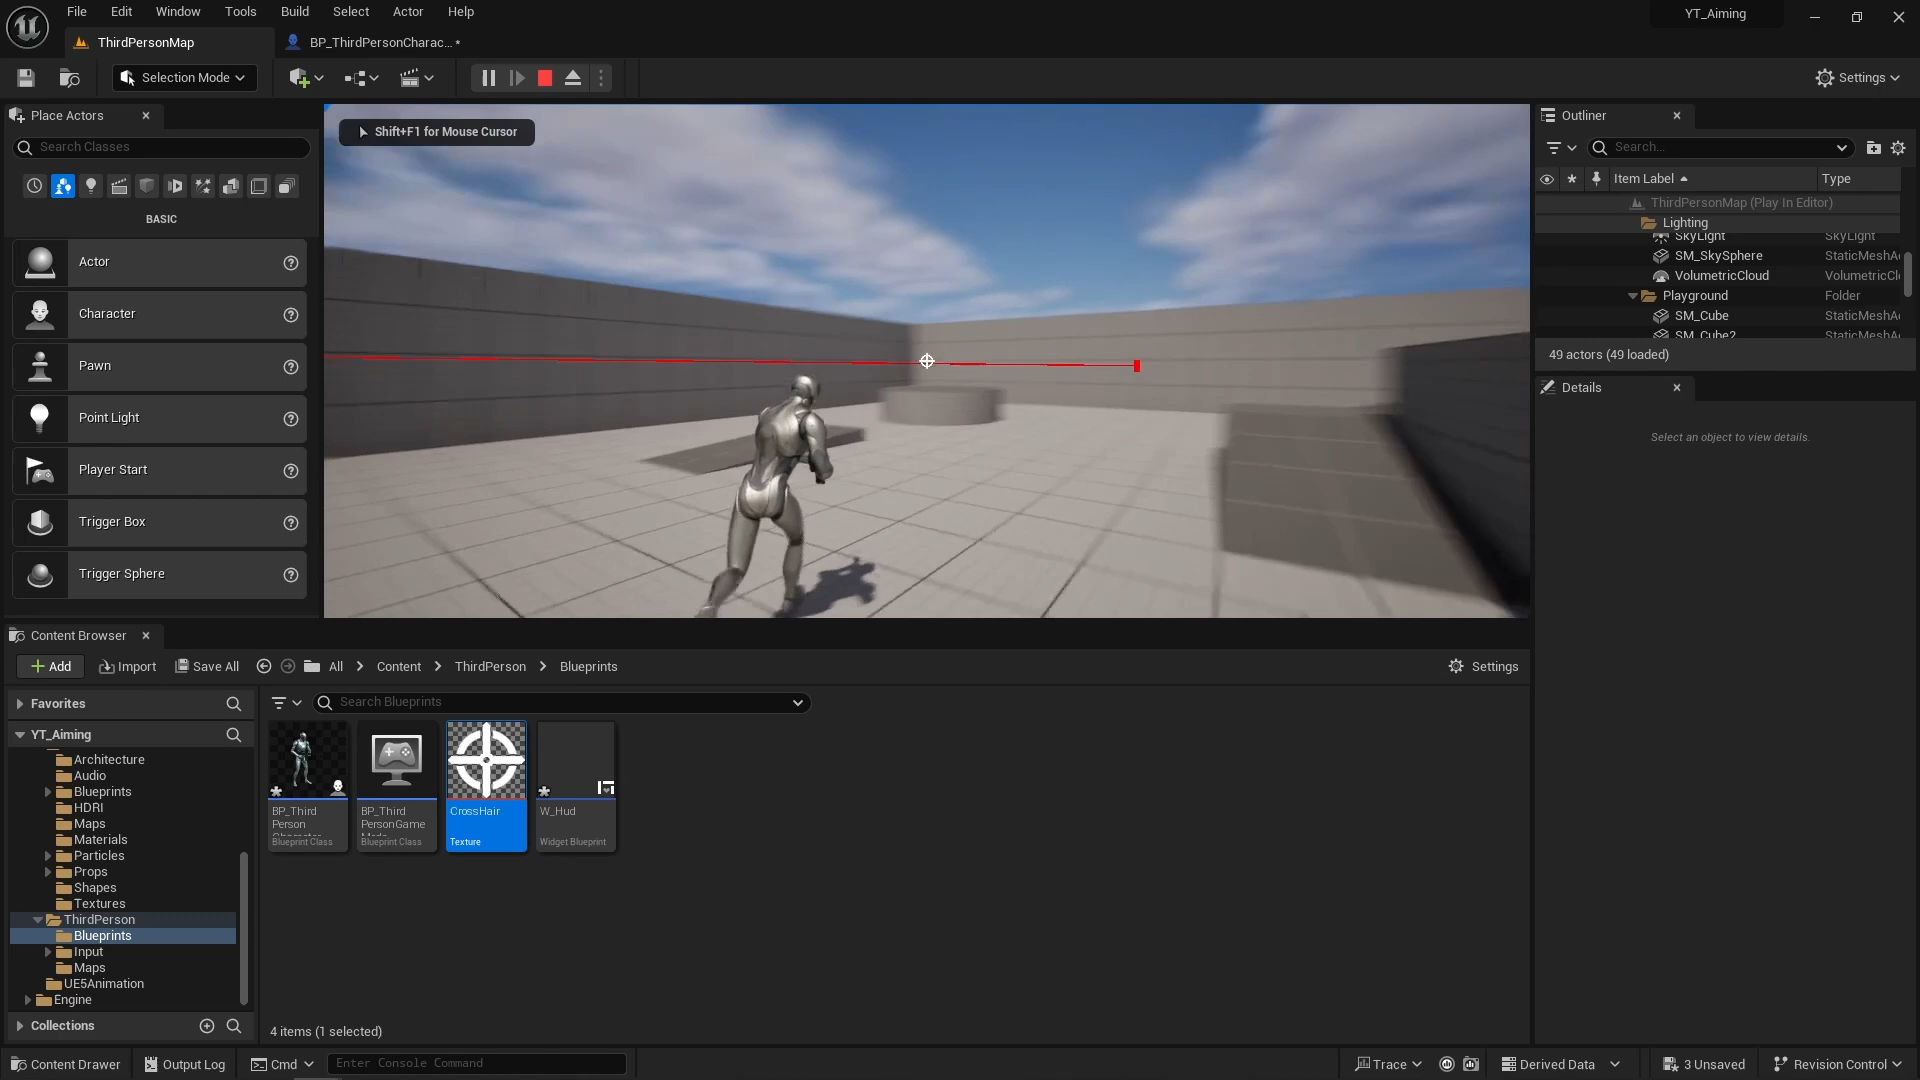 File Edit Window Tools Build Select Actor Help
YT_Aiming
ThirdPersonMap
BP_ThirdPersonCharac... *
Selection Mode
Settings
Place Actors
Search Classes
BASIC
Actor
Character
Pawn
Point Light
Player Start
Trigger Box
Trigger Sphere
Shift+F1 for Mouse Cursor
Outliner
Search...
Item Label
Type
ThirdPersonMap (Play In Editor)
Lighting
SkyLight SkyLight
SM_SkySphere StaticMeshA
VolumetricCloud VolumetricCl
Playground Folder
SM_Cube StaticMeshA
SM_Cube2 StaticMeshA
49 actors (49 loaded)
Details
Select an object to view details.
Content Browser
Add
Import
Save All
All
Content
ThirdPerson
Blueprints
Settings
Favorites
YT_Aiming
Architecture
Audio
Blueprints
HDRI
Maps
Materials
Particles
Props
Shapes
Textures
ThirdPerson
Blueprints
Input
Maps
UE5Animation
Engine
Collections
Search Blueprints
BP_Third
Person
Blueprint Class
BP_Third
PersonGame
Blueprint Class
CrossHair
Texture
W_Hud
Widget Blueprint
4 items (1 selected)
Content Drawer
Output Log
Cmd
Enter Console Command
Trace
Derived Data
3 Unsaved
Revision Control